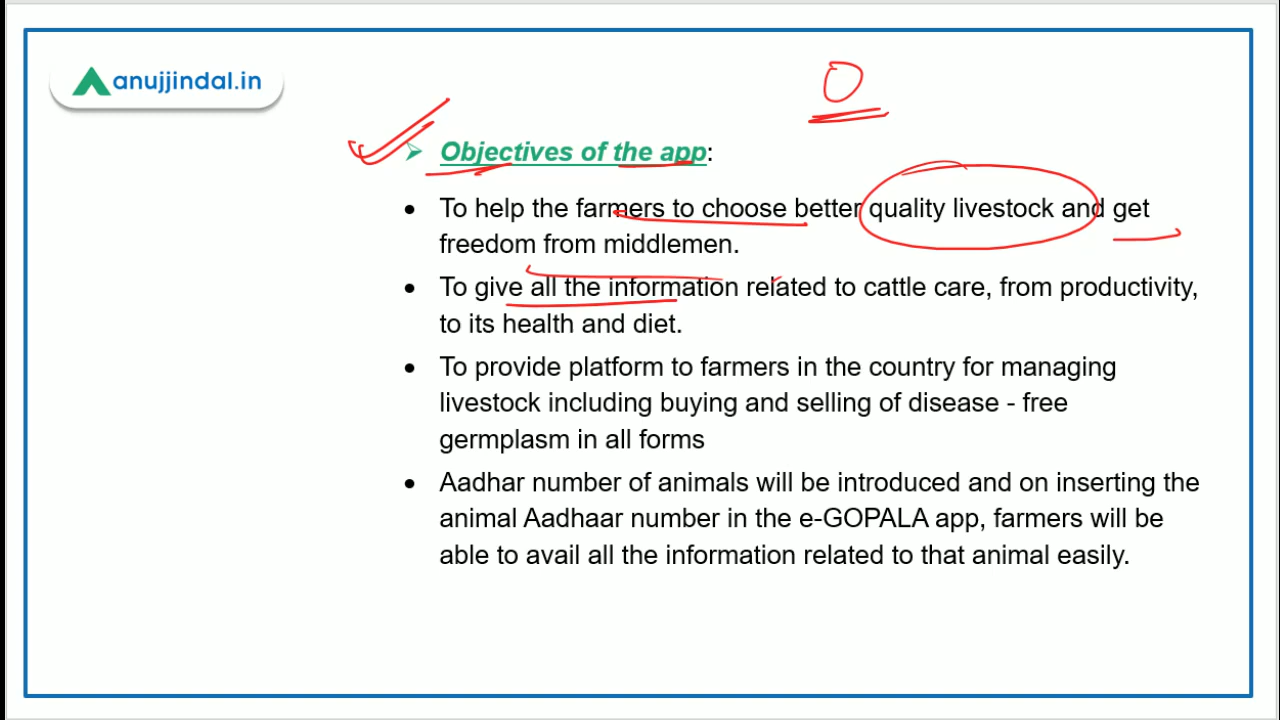 anujjindal.in
O
Objectives of the app:
To help the farmers to choose better quality livestock and get
freedom from middlemen.
To give all the information related to cattle care, from productivity,
to its health and diet.
To provide platform to farmers in the country for managing
livestock including buying and selling of disease - free
germplasm in all forms
Aadhar number of animals will be introduced and on inserting the
animal Aadhaar number in the e-GOPALA app, farmers will be
able to avail all the information related to that animal easily.